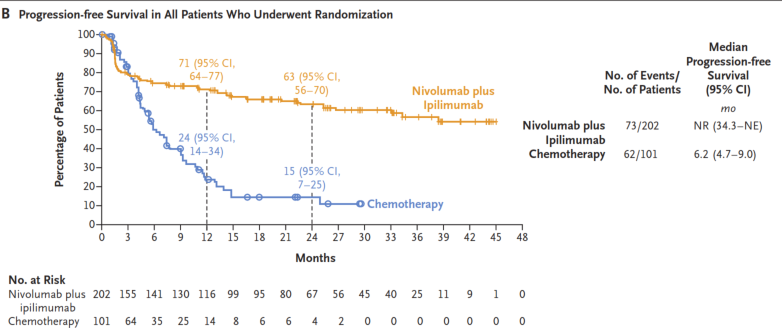 B Progression-free Survival in All Patients Who Underwent Randomization
Percentage of Patients
100
90
80
70
60
50
40
30
20
10
0
71 (95% CI,
64–77)
63 (95% CI,
56–70)
Nivolumab plus
Ipilimumab
24 (95% CI,
14–34)
15 (95% CI,
7–25)
Chemotherapy
0 3 6 9 12 15 18 21 24 27 30 33 36 39 42 45 48
Months
No. of Events/
No. of Patients
Median
Progression-free
Survival
(95% CI)
mo
Nivolumab plus
Ipilimumab
73/202 NR (34.3–NE)
Chemotherapy 62/101 6.2 (4.7–9.0)
No. at Risk
Nivolumab plus
ipilimumab
202 155 141 130 116 99 95 80 67 56 45 40 25 11 9 1 0
Chemotherapy 101 64 35 25 14 8 6 6 4 2 0 0 0 0 0 0 0